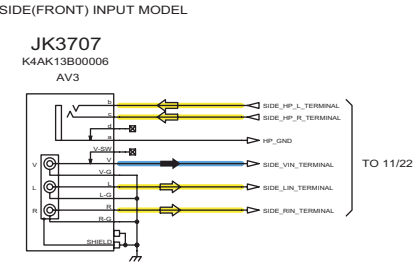 SIDE(FRONT) INPUT MODEL
JK3707
K4AK13B00006
AV3
b
SIDE_HP_L_TERMINAL
c
SIDE_HP_R_TERMINAL
d
a
HP_GND
V-SW
V
V
SIDE_VIN_TERMINAL
TO 11/22
V-G
L
L
SIDE_LIN_TERMINAL
L-G
R
R
SIDE_RIN_TERMINAL
R-G
SHIELD